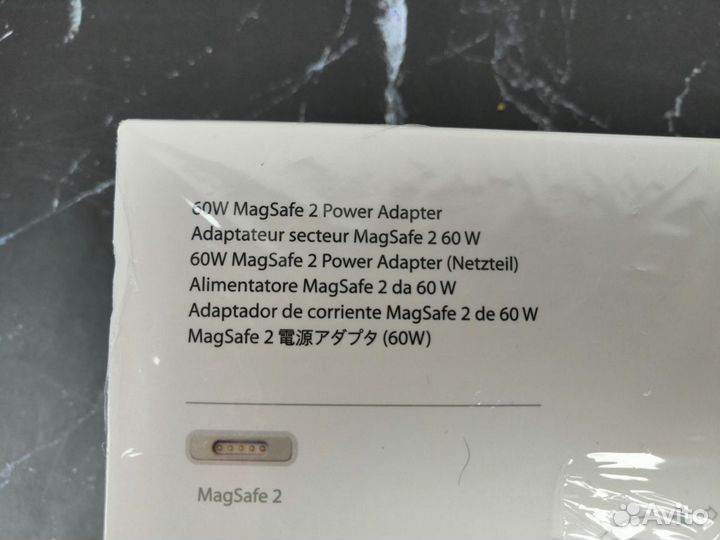 60W MagSafe 2 Power Adapter
Adaptateur secteur MagSafe 2 60 W
60W MagSafe 2 Power Adapter (Netzteil)
Alimentatore MagSafe 2 da 60 W
Adaptador de corriente MagSafe 2 de 60 W
MagSafe 2 電源アダプタ (60W)
MagSafe 2
Avito